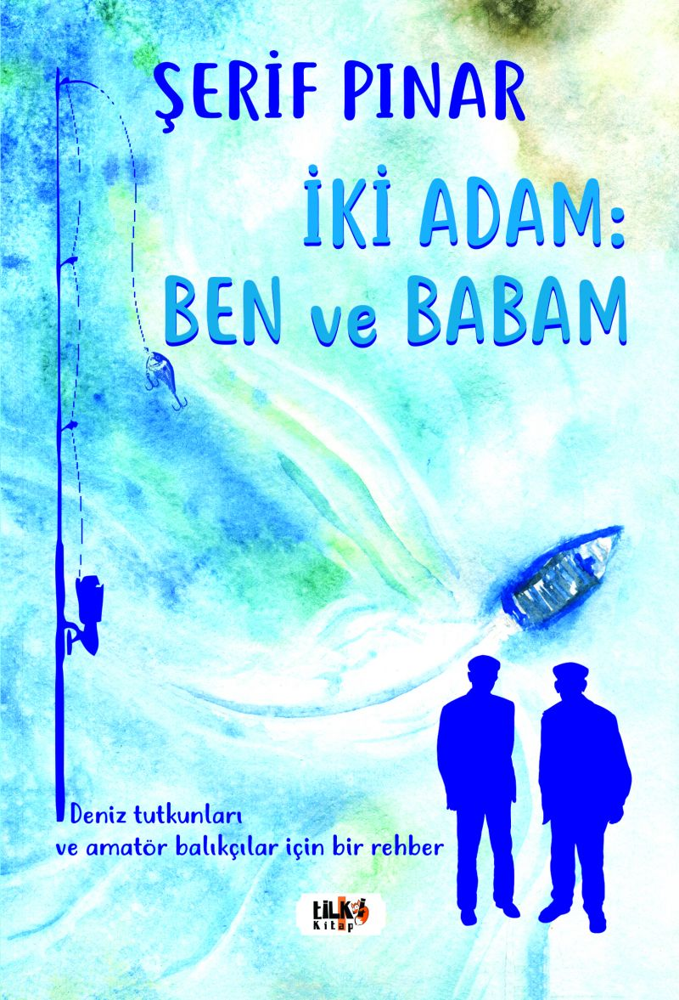 ŞERİF PINAR
İKİ ADAM:
BEN ve BABAM
Deniz tutkunları
ve amatör balıkçılar için bir rehber
tiLKi
Kitap